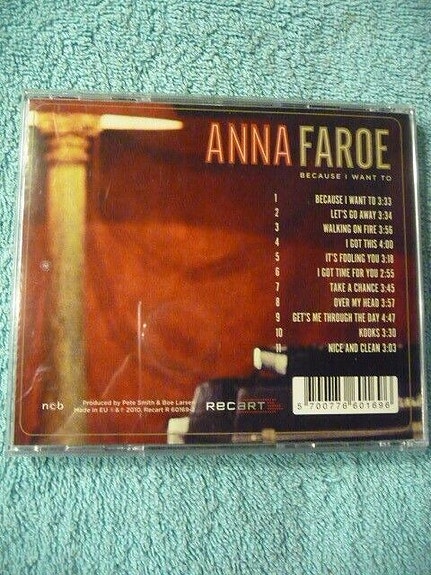 ANNA FAROE
BECAUSE I WANT TO
1 BECAUSE I WANT TO 3:33
2 LET'S GO AWAY 3:34
3 WALKING ON FIRE 3:56
4 I GOT THIS 4:00
5 IT'S FOOLING YOU 3:18
6 I GOT TIME FOR YOU 2:55
7 TAKE A CHANCE 3:45
8 OVER MY HEAD 3:57
9 GET'S ME THROUGH THE DAY 4:47
10 KOOKS 3:30
11 NICE AND CLEAN 3:03
ncb
Produced by Pete Smith & Boe Larsen
Made in EU ©&℗ 2010, Recart R 60169-2
RECART
5 700776 601696